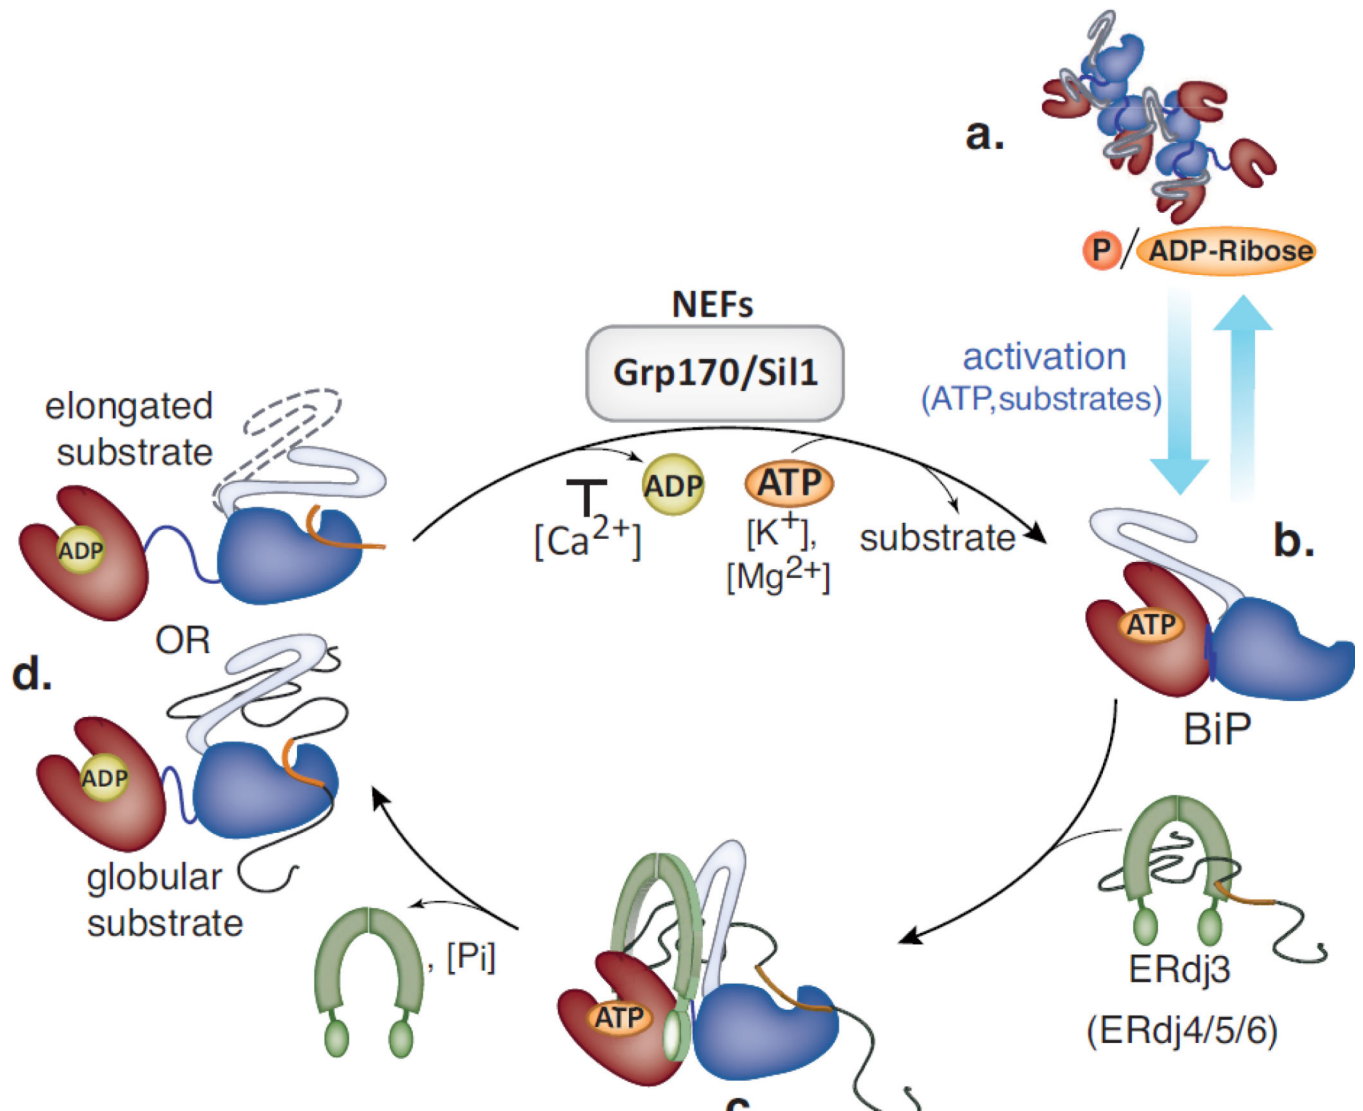 a.
P / ADP-Ribose
NEFs
Grp170/Sil1
activation
(ATP,substrates)
elongated
substrate
ADP
ADP
ATP
[Ca²⁺]
[K⁺],
[Mg²⁺]
substrate
b.
ATP
BiP
OR
d.
ADP
globular
substrate
, [Pi]
ATP
ERdj3
(ERdj4/5/6)
c